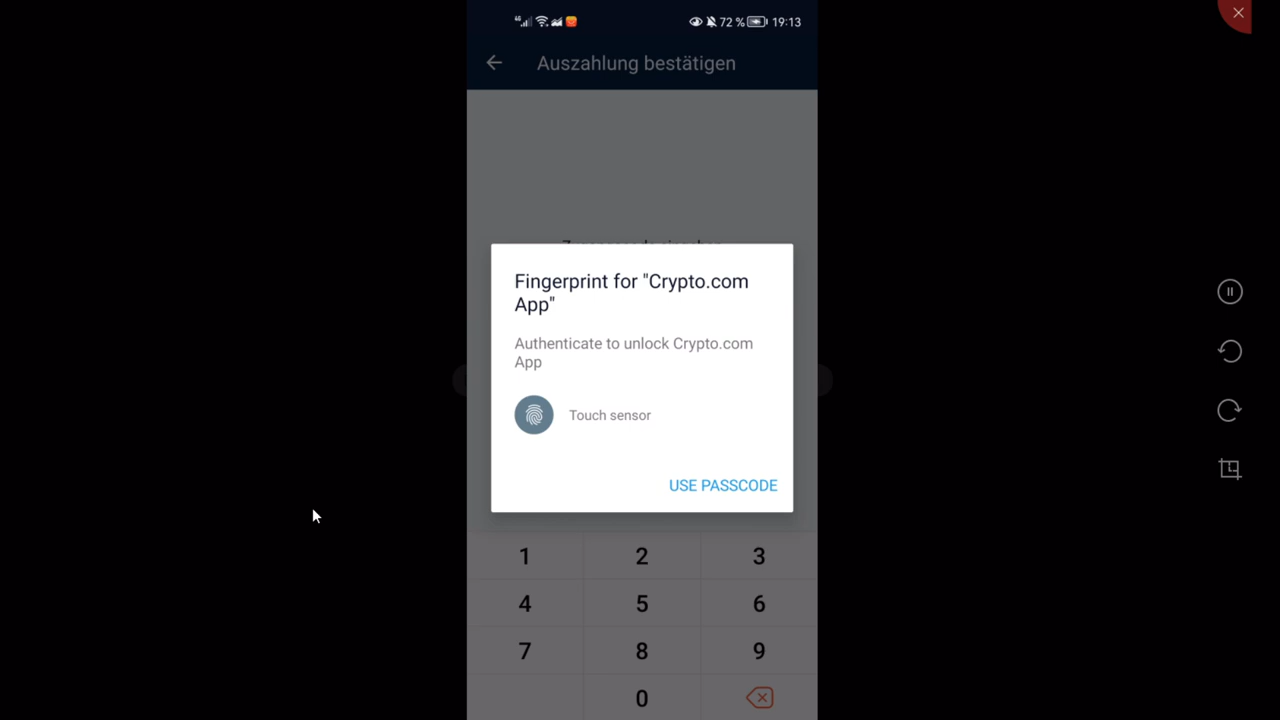 72 % 19:13
Auszahlung bestätigen
Fingerprint for "Crypto.com
App"
Authenticate to unlock Crypto.com
App
Touch sensor
USE PASSCODE
1 2 3
4 5 6
7 8 9
0